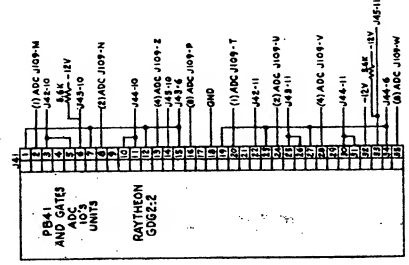 J41
PB41
AND GATES
ADC
10'S
UNITS
RAYTHEON
GDG2-2
1
2 (1) ADC J109-M
3 J42-10
4
5 5.6K -12V
6 J43-10
7
8 (2) ADC J109-N
9
10
11 J44-10
12
13 (4) ADC J109-Z
14 J45-10
15 J43-6
16 (8) ADC J109-P
17
18 GND
19
20 (1) ADC J109-T
21
22 J42-11
23
24 (2) ADC J109-U
25 J43-11
26
27
28 (4) ADC J109-V
29
30 J44-11
31
32 -12V 5.6K
33 J45-11
34 J44-6
35 (8) ADC J109-W